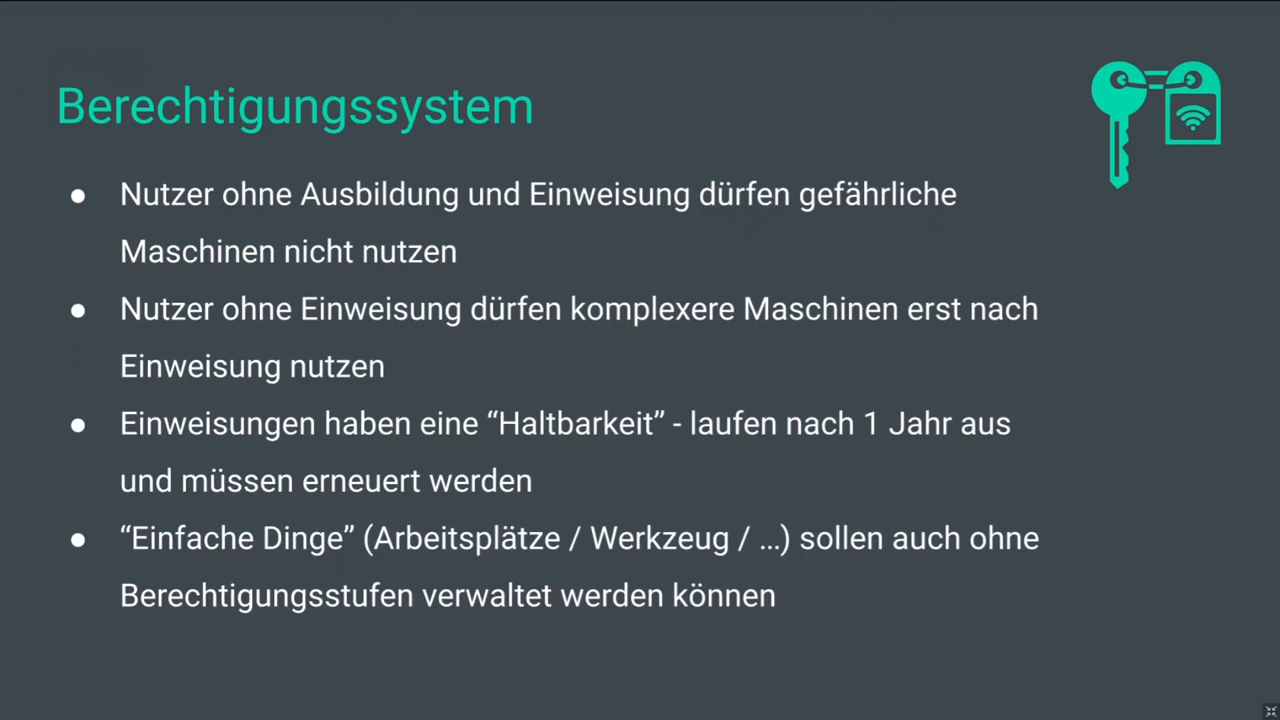 Berechtigungssystem
● Nutzer ohne Ausbildung und Einweisung dürfen gefährliche
Maschinen nicht nutzen
● Nutzer ohne Einweisung dürfen komplexere Maschinen erst nach
Einweisung nutzen
● Einweisungen haben eine “Haltbarkeit” - laufen nach 1 Jahr aus
und müssen erneuert werden
● “Einfache Dinge” (Arbeitsplätze / Werkzeug / …) sollen auch ohne
Berechtigungsstufen verwaltet werden können